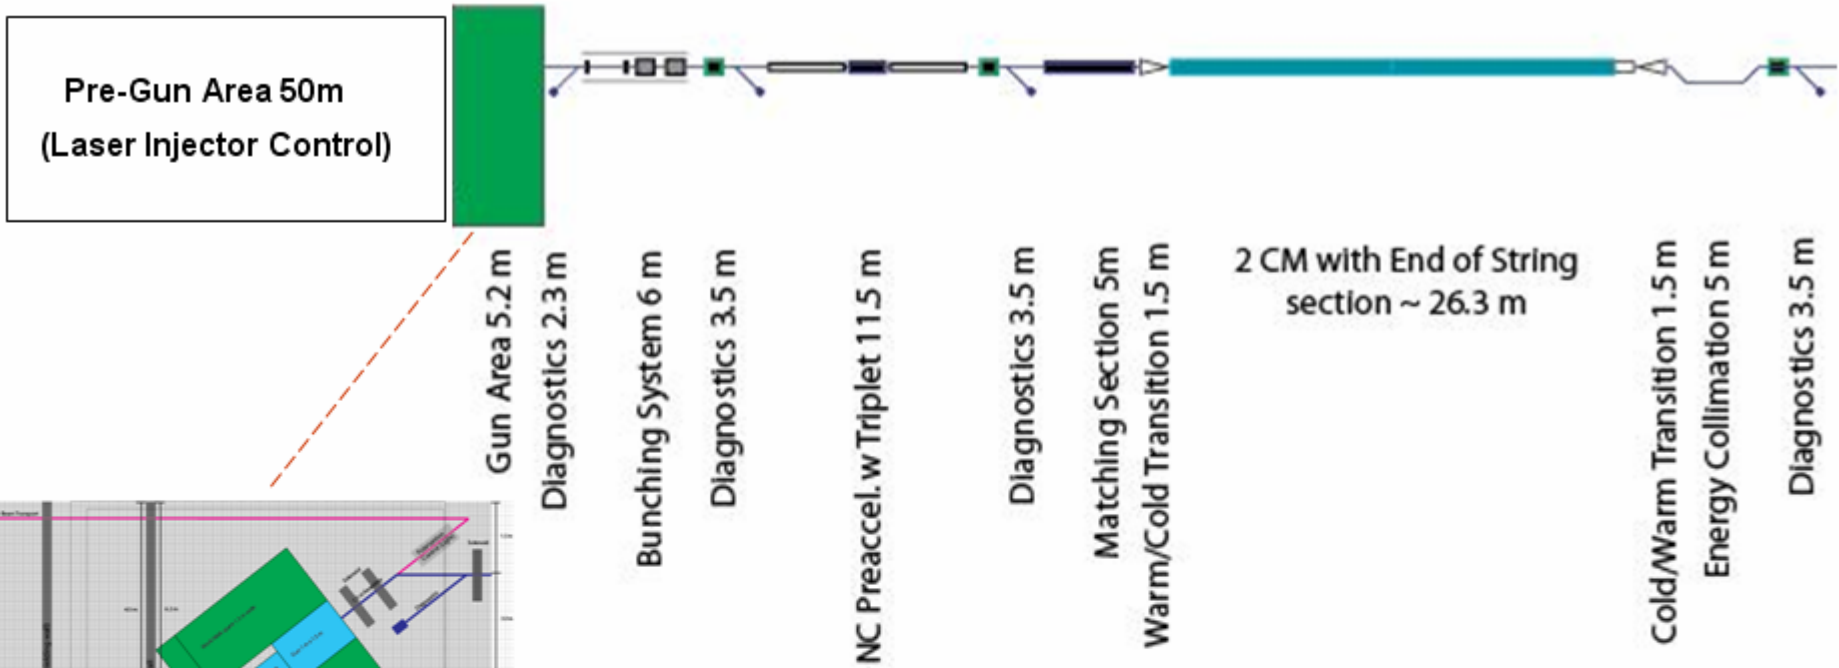 Pre-Gun Area 50m
(Laser Injector Control)
Gun Area 5.2 m
Diagnostics 2.3 m
Bunching System 6 m
Diagnostics 3.5 m
NC Preaccel. w Triplet 11.5 m
Diagnostics 3.5 m
Matching Section 5m
Warm/Cold Transition 1.5 m
2 CM with End of String
section ~ 26.3 m
Cold/Warm Transition 1.5 m
Energy Collimation 5 m
Diagnostics 3.5 m